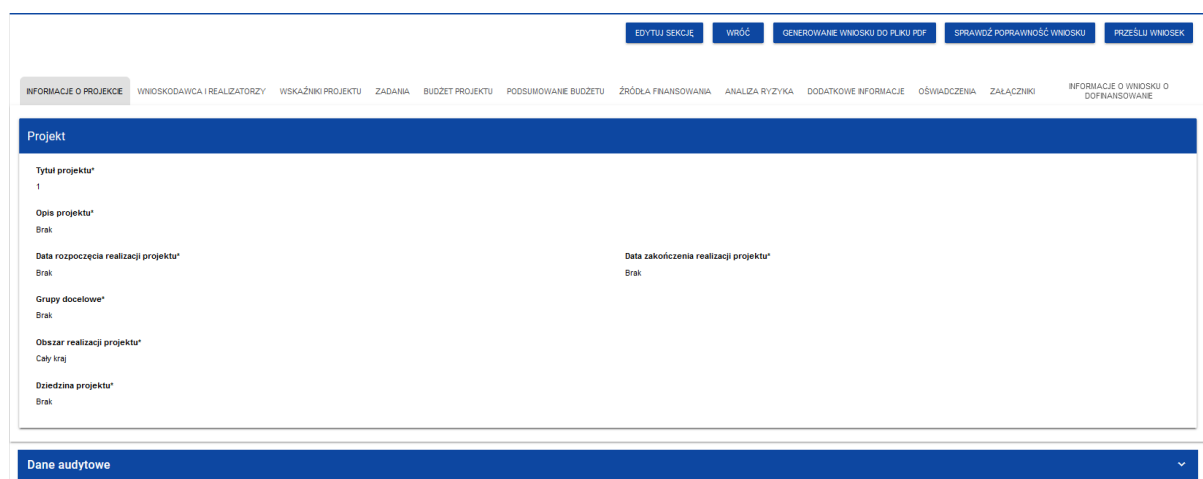 EDYTUJ SEKCJĘ WRÓĆ GENEROWANIE WNIOSKU DO PLIKU PDF SPRAWDŹ POPRAWNOŚĆ WNIOSKU PRZEŚLIJ WNIOSEK
INFORMACJE O PROJEKCIE WNIOSKODAWCA I REALIZATORZY WSKAŹNIKI PROJEKTU ZADANIA BUDŻET PROJEKTU PODSUMOWANIE BUDŻETU ŹRÓDŁA FINANSOWANIA ANALIZA RYZYKA DODATKOWE INFORMACJE OŚWIADCZENIA ZAŁĄCZNIKI INFORMACJE O WNIOSKU O
DOFINANSOWANIE
Projekt
Tytuł projektu*
1
Opis projektu*
Brak
Data rozpoczęcia realizacji projektu* Data zakończenia realizacji projektu*
Brak Brak
Grupy docelowe*
Brak
Obszar realizacji projektu*
Cały kraj
Dziedzina projektu*
Brak
Dane audytowe